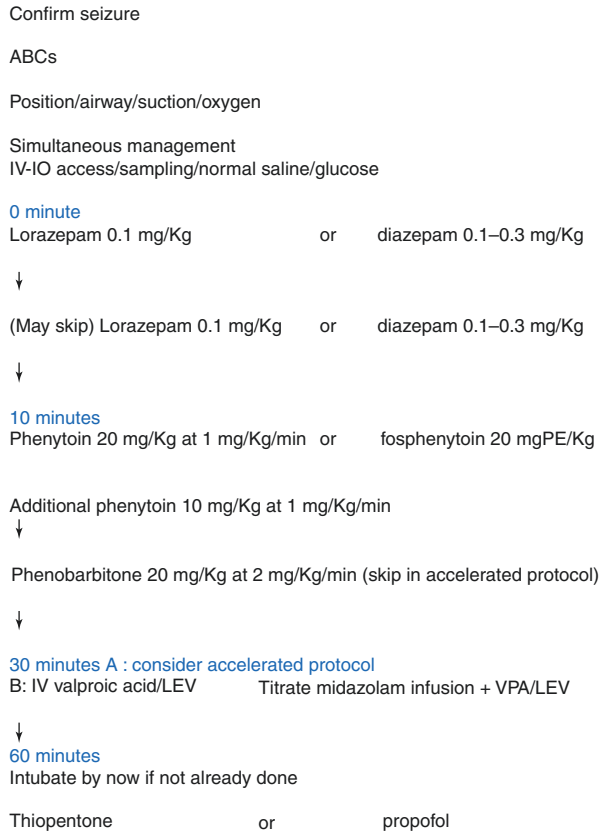 Confirm seizure
ABCs
Position/airway/suction/oxygen
Simultaneous management
IV-IO access/sampling/normal saline/glucose
0 minute
Lorazepam 0.1 mg/Kg or diazepam 0.1–0.3 mg/Kg
(May skip) Lorazepam 0.1 mg/Kg or diazepam 0.1–0.3 mg/Kg
10 minutes
Phenytoin 20 mg/Kg at 1 mg/Kg/min or fosphenytoin 20 mgPE/Kg
Additional phenytoin 10 mg/Kg at 1 mg/Kg/min
Phenobarbitone 20 mg/Kg at 2 mg/Kg/min (skip in accelerated protocol)
30 minutes A : consider accelerated protocol
B: IV valproic acid/LEV Titrate midazolam infusion + VPA/LEV
60 minutes
Intubate by now if not already done
Thiopentone or propofol